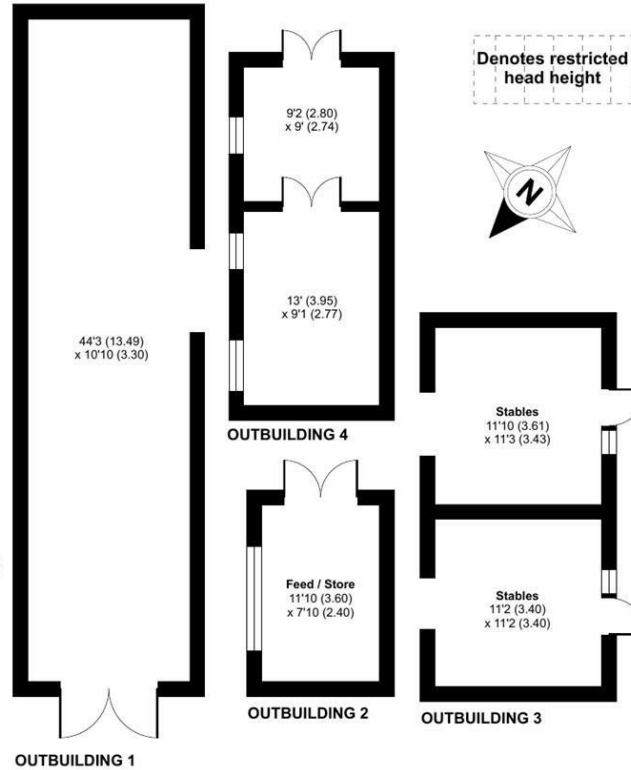 Denotes restricted
head height
N
44'3 (13.49)
x 10'10 (3.30)
OUTBUILDING 1
9'2 (2.80)
x 9' (2.74)
13' (3.95)
x 9'1 (2.77)
OUTBUILDING 4
Feed / Store
11'10 (3.60)
x 7'10 (2.40)
OUTBUILDING 2
Stables
11'10 (3.61)
x 11'3 (3.43)
Stables
11'2 (3.40)
x 11'2 (3.40)
OUTBUILDING 3